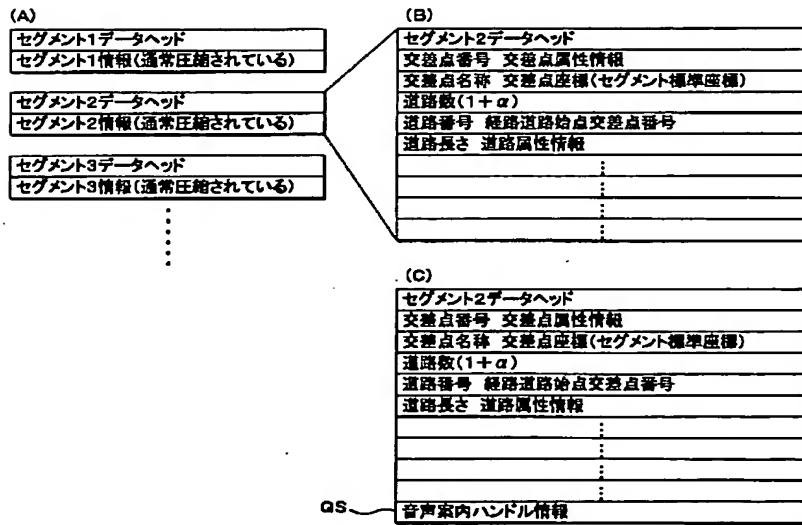 (A)
セグメント1データヘッド
セグメント1情報(通常圧縮されている)
セグメント2データヘッド
セグメント2情報(通常圧縮されている)
セグメント3データヘッド
セグメント3情報(通常圧縮されている)
(B)
セグメント2データヘッド
交差点番号 交差点属性情報
交差点名称 交差点座標(セグメント標準座標)
道路数(1+α)
道路番号 経路道路始点交差点番号
道路長さ 道路属性情報
(C)
セグメント2データヘッド
交差点番号 交差点属性情報
交差点名称 交差点座標(セグメント標準座標)
道路数(1+α)
道路番号 経路道路始点交差点番号
道路長さ 道路属性情報
QS
音声案内ハンドル情報